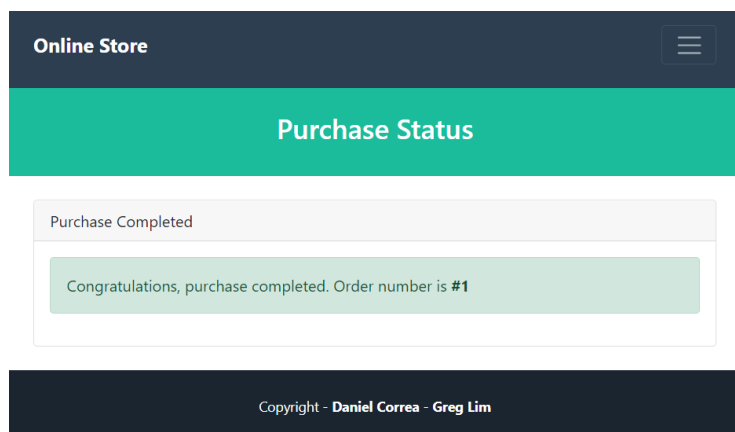 Online Store
Purchase Status
Purchase Completed
Congratulations, purchase completed. Order number is #1
Copyright - Daniel Correa - Greg Lim